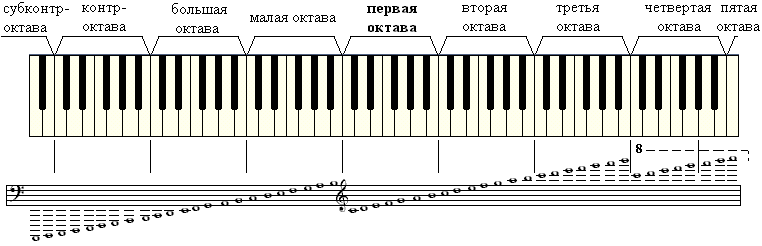 субконтр-
октава
контр-
октава
большая
октава
малая октава
первая
октава
вторая
октава
третья
октава
четвертая
октава
пятая
октава
8